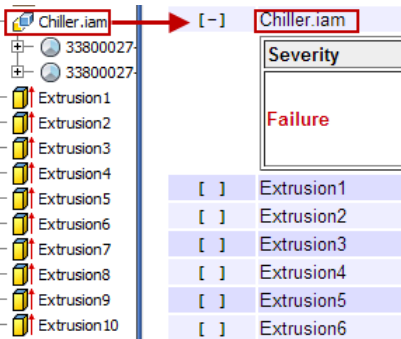 Chiller.iam
33800027-
33800027-
Extrusion1
Extrusion2
Extrusion3
Extrusion4
Extrusion5
Extrusion6
Extrusion7
Extrusion8
Extrusion9
Extrusion10
[-] Chiller.iam
Severity
Failure
[ ] Extrusion1
[ ] Extrusion2
[ ] Extrusion3
[ ] Extrusion4
[ ] Extrusion5
[ ] Extrusion6